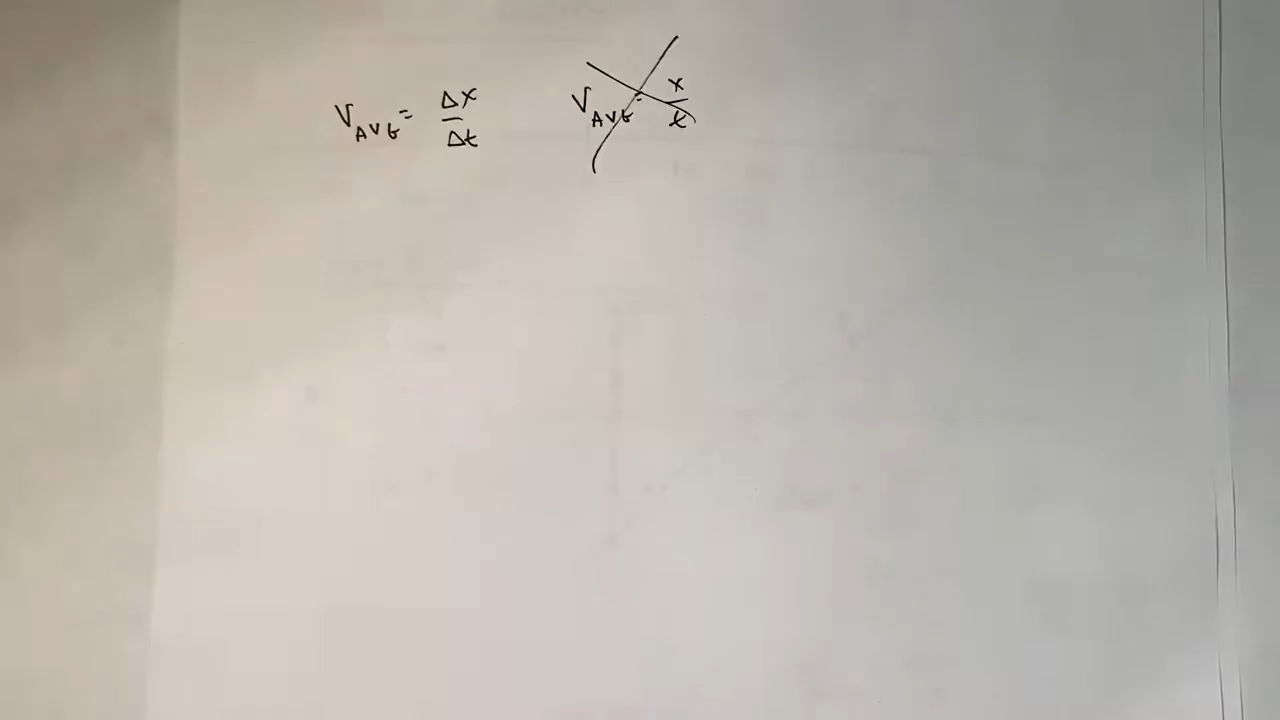 V_AVG = Δx/Δt V_AVG = x/t